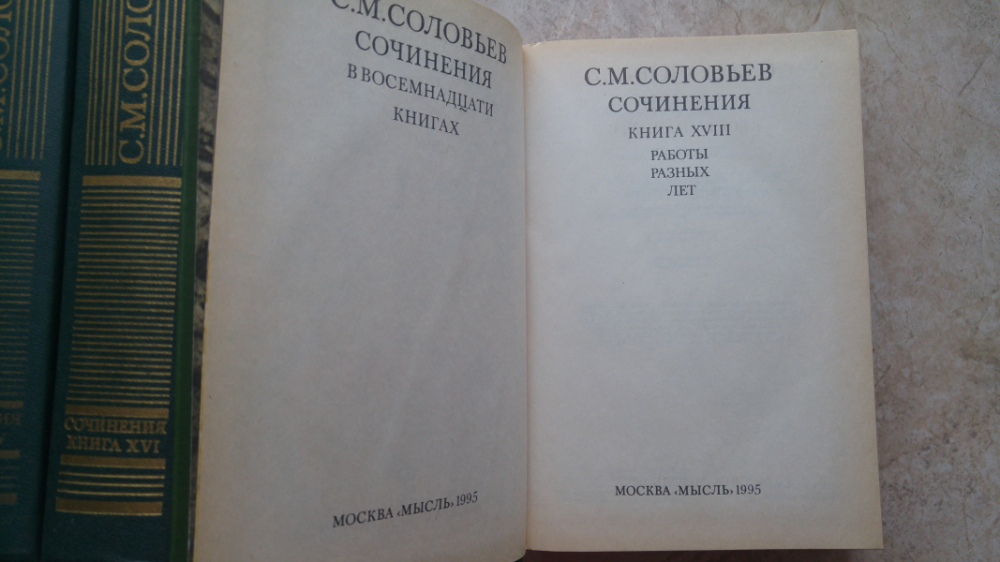 С.М.СОЛО
СОЧИНЕНИЯ
КНИГА XVI
С.М.СОЛОВЬЕВ
СОЧИНЕНИЯ
В ВОСЕМНАДЦАТИ
КНИГАХ
МОСКВА «МЫСЛЬ» 1995
С.М.СОЛОВЬЕВ
СОЧИНЕНИЯ
КНИГА XVIII
РАБОТЫ
РАЗНЫХ
ЛЕТ
МОСКВА «МЫСЛЬ» 1995